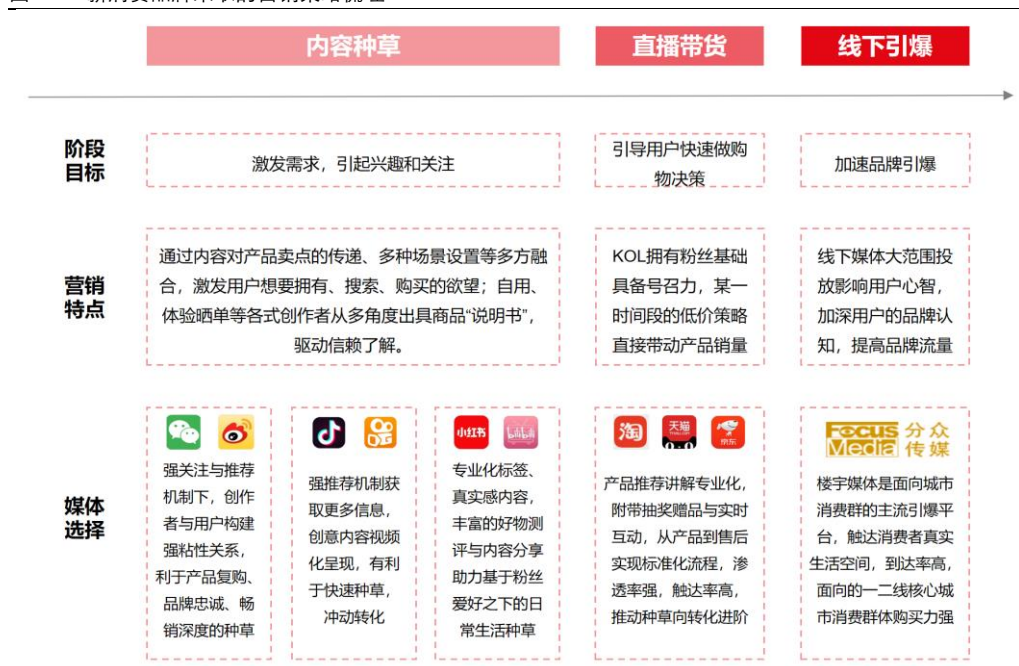 内容种草
直播带货
线下引爆
阶段
目标
激发需求，引起兴趣和关注
引导用户快速做购
物决策
加速品牌引爆
营销
特点
通过内容对产品卖点的传递、多种场景设置等多方融
合，激发用户想要拥有、搜索、购买的欲望；自用、
体验晒单等各式创作者从多角度出具商品“说明书”，
驱动信赖了解。
KOL拥有粉丝基础
具备号召力，某一
时间段的低价策略
直接带动产品销量
线下媒体大范围投
放影响用户心智，
加深用户的品牌认
知，提高品牌流量
媒体
选择
强关注与推荐
机制下，创作
者与用户构建
强粘性关系，
利于产品复购、
品牌忠诚、畅
销深度的种草
强推荐机制获
取更多信息，
创意内容视频
化呈现，有利
于快速种草，
冲动转化
小红书
bilibili
专业化标签、
真实感内容，
丰富的好物测
评与内容分享
助力基于粉丝
爱好之下的日
常生活种草
淘
天猫
京东
产品推荐讲解专业化，
附带抽奖赠品与实时
互动，从产品到售后
实现标准化流程，渗
透率强，触达率高，
推动种草向转化进阶
Focus 分众
Media 传媒
楼宇媒体是面向城市
消费群的主流引爆平
台，触达消费者真实
生活空间，到达率高，
面向的一二线核心城
市消费群体购买力强